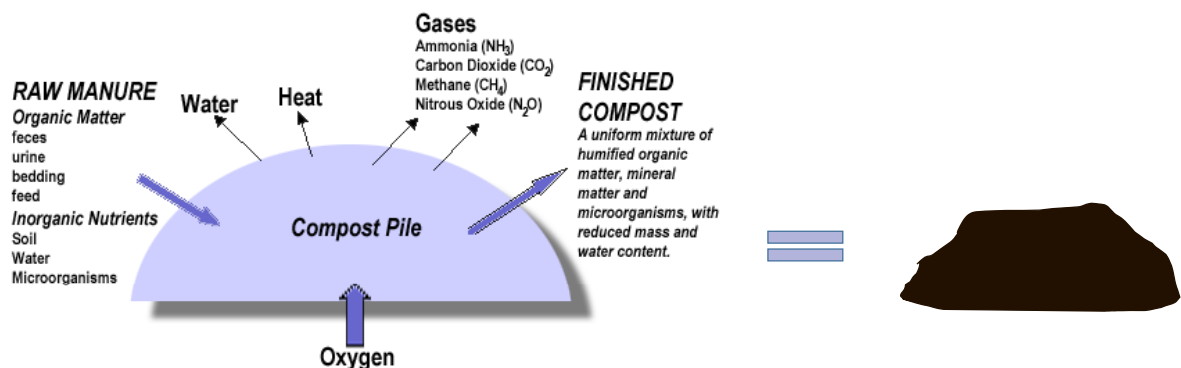 RAW MANURE
Organic Matter
feces
urine
bedding
feed
Inorganic Nutrients
Soil
Water
Microorganisms
Water
Heat
Gases
Ammonia (NH₃)
Carbon Dioxide (CO₂)
Methane (CH₄)
Nitrous Oxide (N₂O)
Compost Pile
Oxygen
FINISHED
COMPOST
A uniform mixture of
humified organic
matter, mineral
matter and
microorganisms, with
reduced mass and
water content.